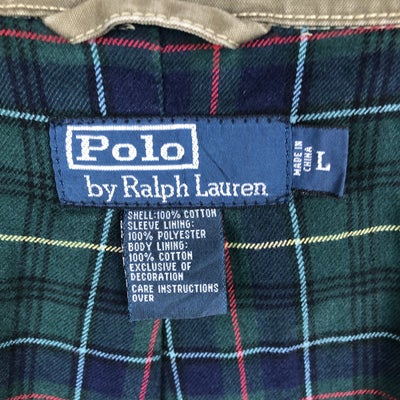 Polo
by Ralph Lauren
MADE IN
CHINA
L
SHELL:100% COTTON
SLEEVE LINING:
100% POLYESTER
BODY LINING:
100% COTTON
EXCLUSIVE OF
DECORATION
CARE INSTRUCTIONS
OVER